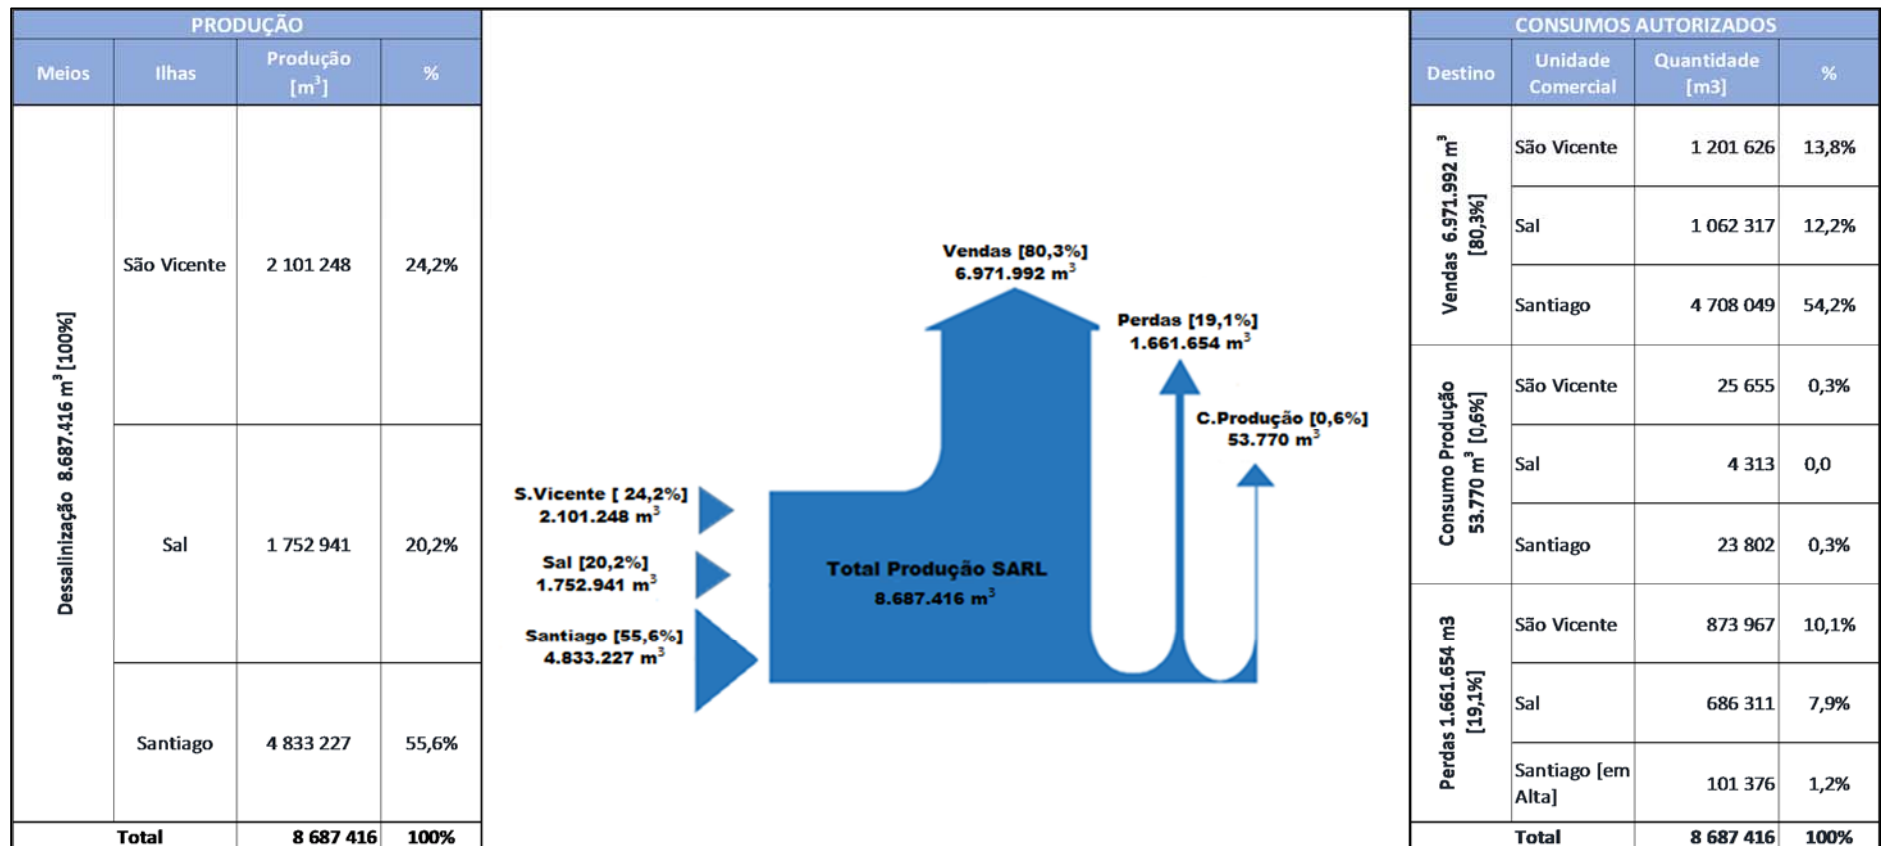 PRODUÇÃO
Meios Ilhas Produção [m³] %
Dessalinização 8.687.416 m³ [100%]
São Vicente 2 101 248 24,2%
Sal 1 752 941 20,2%
Santiago 4 833 227 55,6%
Total 8 687 416 100%
Vendas [80,3%]
6.971.992 m³
Perdas [19,1%]
1.661.654 m³
C.Produção [0,6%]
53.770 m³
S.Vicente [ 24,2%]
2.101.248 m³
Sal [20,2%]
1.752.941 m³
Santiago [55,6%]
4.833.227 m³
Total Produção SARL
8.687.416 m³
CONSUMOS AUTORIZADOS
Destino Unidade Comercial Quantidade [m3] %
Vendas 6.971.992 m³
[80,3%]
São Vicente 1 201 626 13,8%
Sal 1 062 317 12,2%
Santiago 4 708 049 54,2%
Consumo Produção
53.770 m³ [0,6%]
São Vicente 25 655 0,3%
Sal 4 313 0,0
Santiago 23 802 0,3%
Perdas 1.661.654 m3
[19,1%]
São Vicente 873 967 10,1%
Sal 686 311 7,9%
Santiago [em
Alta] 101 376 1,2%
Total 8 687 416 100%